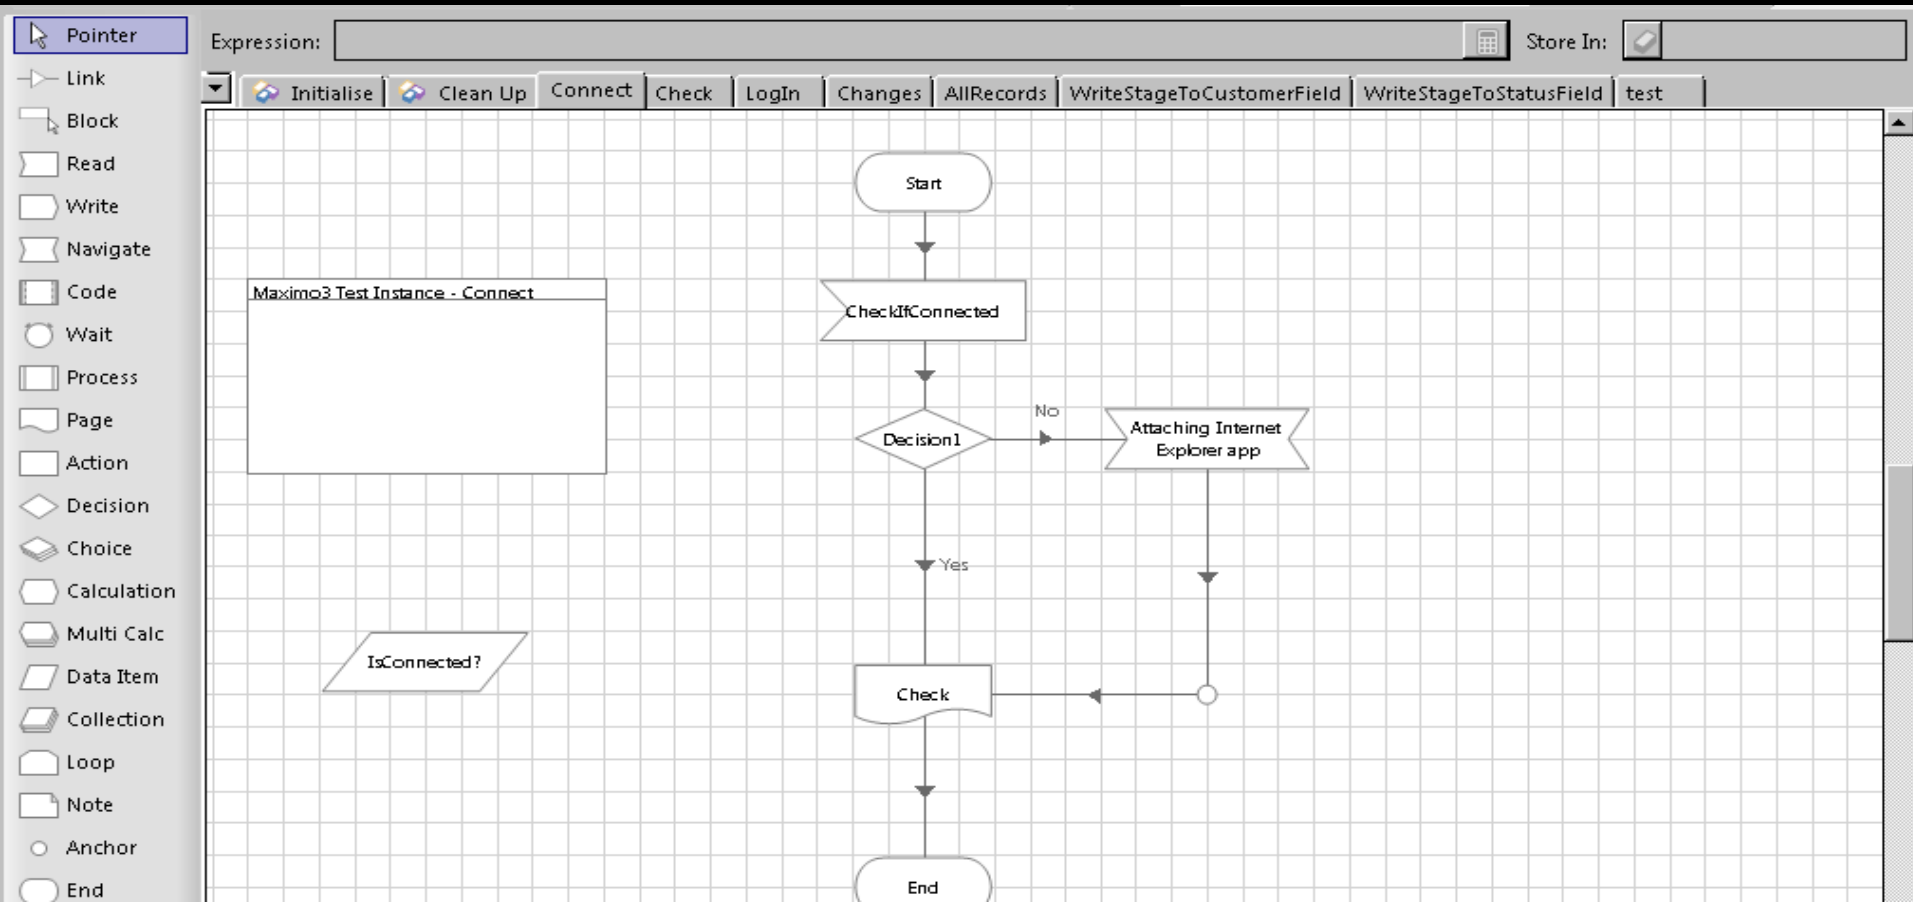 Pointer
Link
Block
Read
Write
Navigate
Code
Wait
Process
Page
Action
Decision
Choice
Calculation
Multi Calc
Data Item
Collection
Loop
Note
Anchor
End
Expression:
Store In:
Initialise
Clean Up
Connect
Check
LogIn
Changes
AllRecords
WriteStageToCustomerField
WriteStageToStatusField
test
Start
Maximo3 Test Instance - Connect
CheckIfConnected
Decision1
No
Attaching Internet
Explorer app
Yes
IsConnected?
Check
End